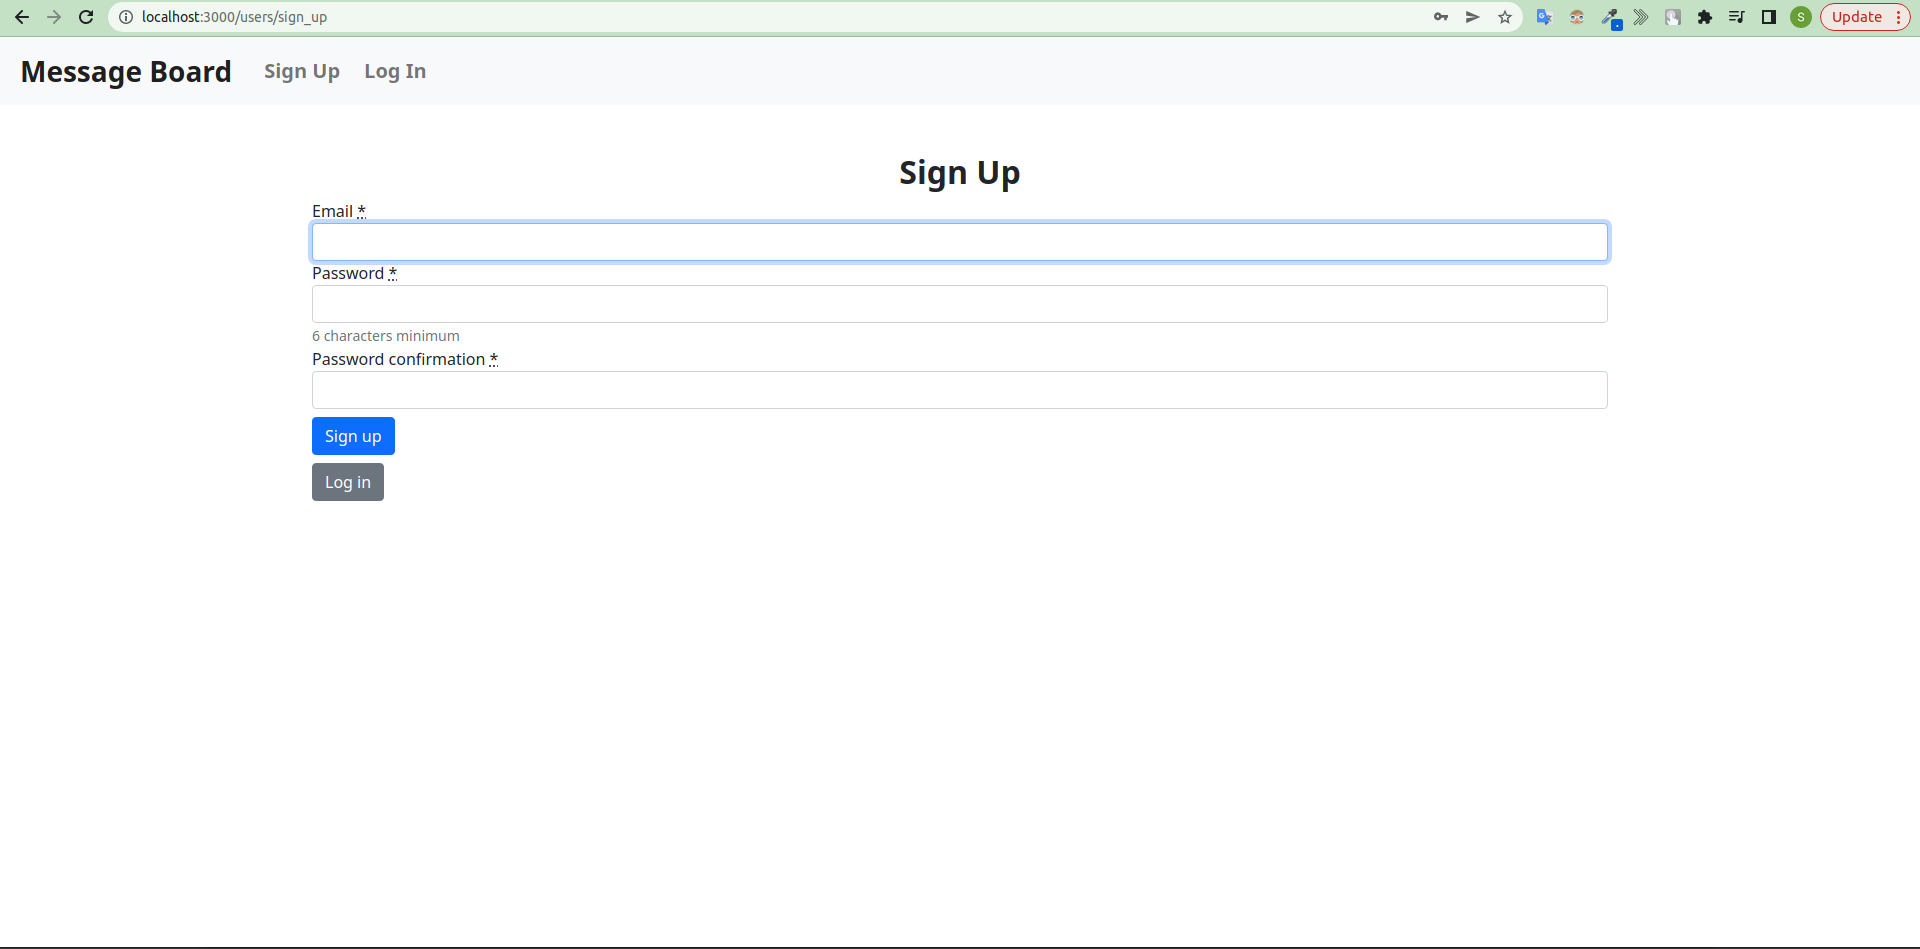 localhost:3000/users/sign_up
S
Update
Message Board Sign Up Log In
Sign Up
Email *
Password *
6 characters minimum
Password confirmation *
Sign up
Log in